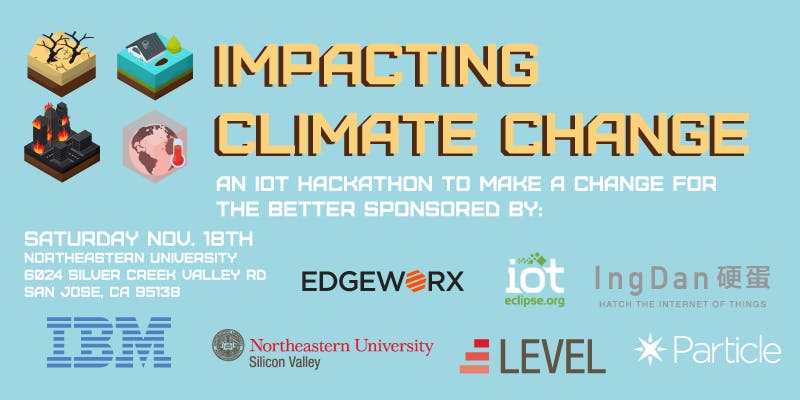 IMPACTING
CLIMATE CHANGE
AN IOT HACKATHON TO MAKE A CHANGE FOR
THE BETTER SPONSORED BY:
SATURDAY NOV. 18TH
NORTHEASTERN UNIVERSITY
6024 SILVER CREEK VALLEY RD
SAN JOSE, CA 95138
EDGEWORX
iot
eclipse.org
IngDan 硬蛋
HATCH THE INTERNET OF THINGS
IBM
Northeastern University
Silicon Valley
LEVEL
Particle